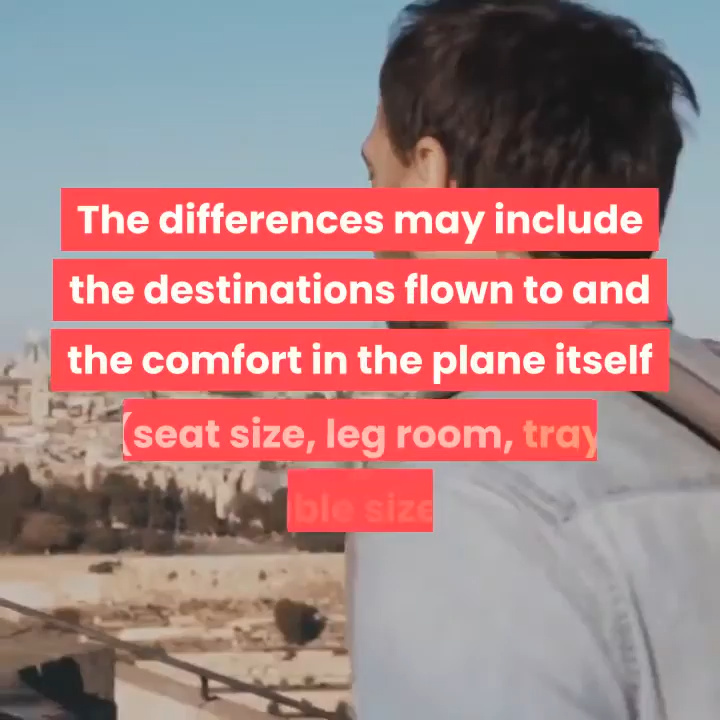 The differences may include
the destinations flown to and
the comfort in the plane itself
(seat size, leg room, tray
ble size